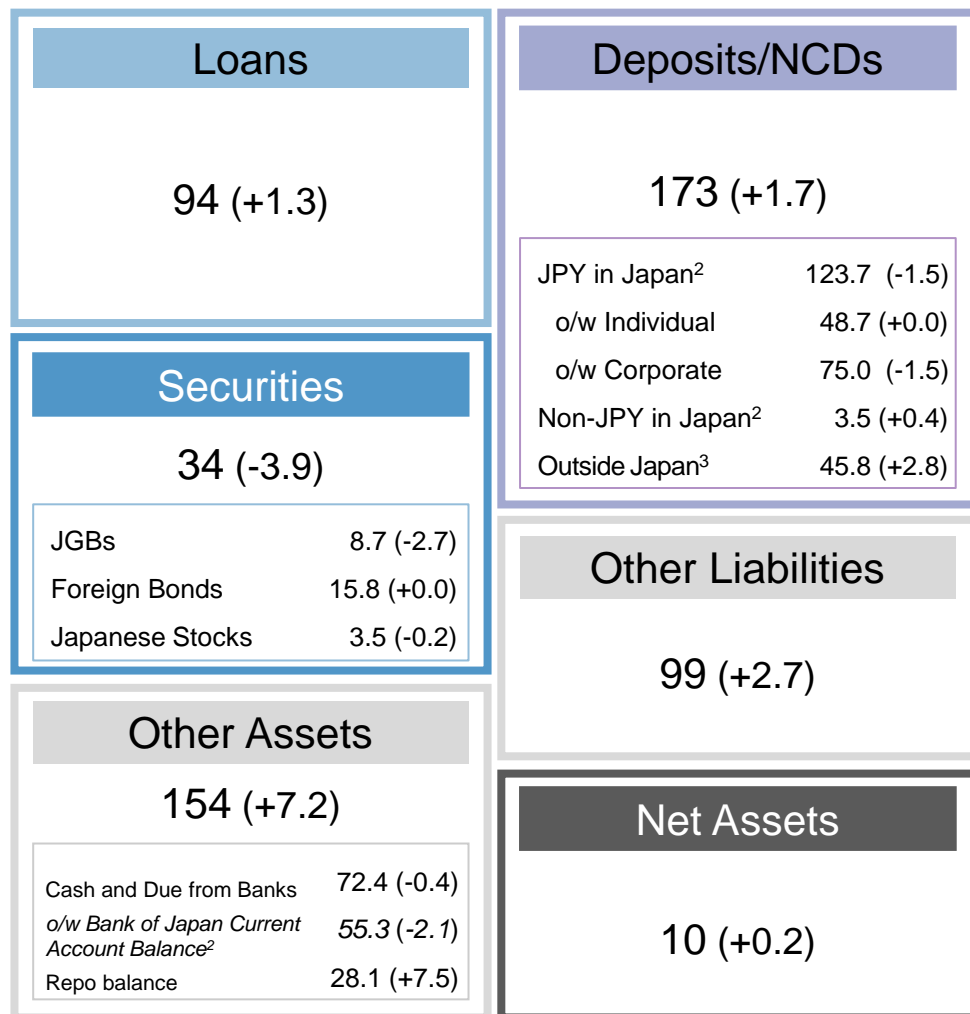 Loans
94 (+1.3)
Securities
34 (-3.9)
JGBs 8.7 (-2.7)
Foreign Bonds 15.8 (+0.0)
Japanese Stocks 3.5 (-0.2)
Other Assets
154 (+7.2)
Cash and Due from Banks 72.4 (-0.4)
o/w Bank of Japan Current
Account Balance² 55.3 (-2.1)
Repo balance 28.1 (+7.5)
Deposits/NCDs
173 (+1.7)
JPY in Japan² 123.7 (-1.5)
o/w Individual 48.7 (+0.0)
o/w Corporate 75.0 (-1.5)
Non-JPY in Japan² 3.5 (+0.4)
Outside Japan³ 45.8 (+2.8)
Other Liabilities
99 (+2.7)
Net Assets
10 (+0.2)